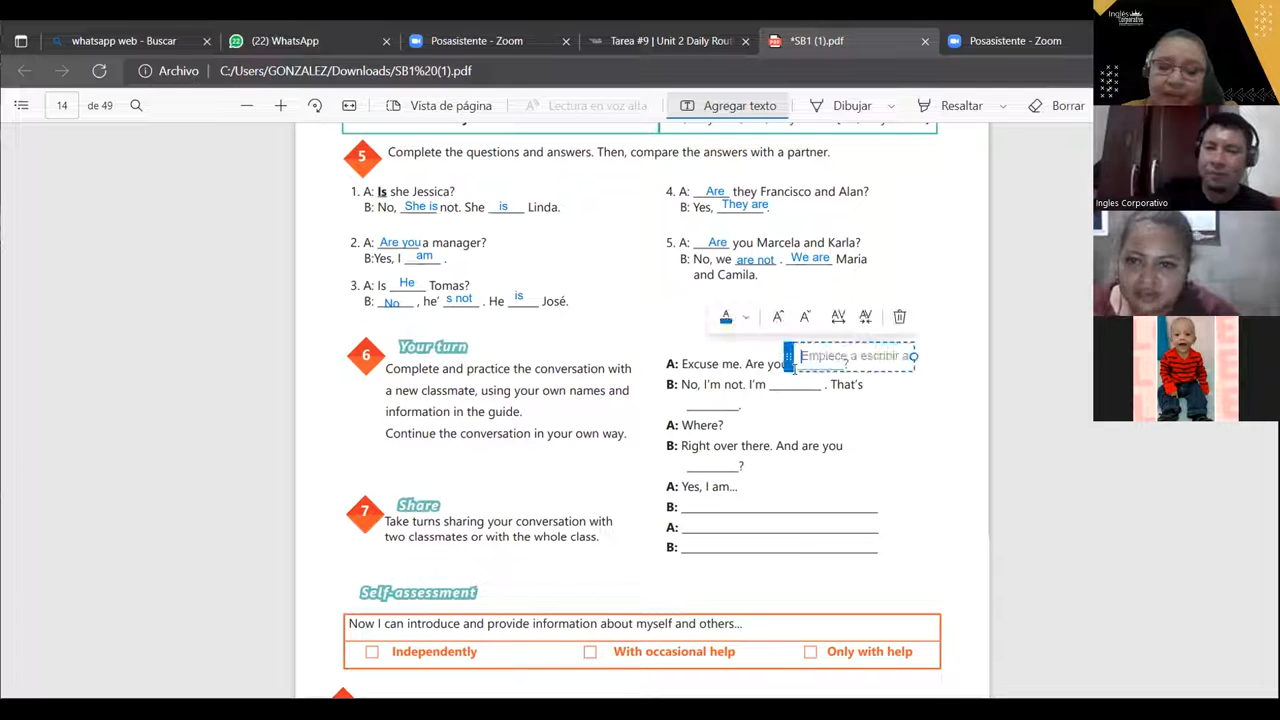 whatsapp web - Buscar
(22) WhatsApp
Posasistente - Zoom
Tarea #9 | Unit 2 Daily Rout
*SB1 (1).pdf
Posasistente - Zoom
Archivo C:/Users/GONZALEZ/Downloads/SB1%20(1).pdf
14 de 49
Vista de página
Lectura en voz alta
Agregar texto
Dibujar
Resaltar
Borrar
5 Complete the questions and answers. Then, compare the answers with a partner.
1. A: Is she Jessica?
B: No, She is not. She is Linda.
2. A: Are you a manager?
B:Yes, I am.
3. A: Is He Tomas?
B: No, he' s not. He is José.
4. A: Are they Francisco and Alan?
B: Yes, They are.
5. A: Are you Marcela and Karla?
B: No, we are not. We are Maria
and Camila.
6 Your turn
Complete and practice the conversation with
a new classmate, using your own names and
information in the guide.
Continue the conversation in your own way.
Empiece a escribir a
A: Excuse me. Are you ________?
B: No, I'm not. I'm ________ . That's
________.
A: Where?
B: Right over there. And are you
________?
A: Yes, I am...
B: ________
A: ________
B: ________
7 Share
Take turns sharing your conversation with
two classmates or with the whole class.
Self-assessment
Now I can introduce and provide information about myself and others...
Independently
With occasional help
Only with help
Inglés
Corporativo
Ingles Corporativo